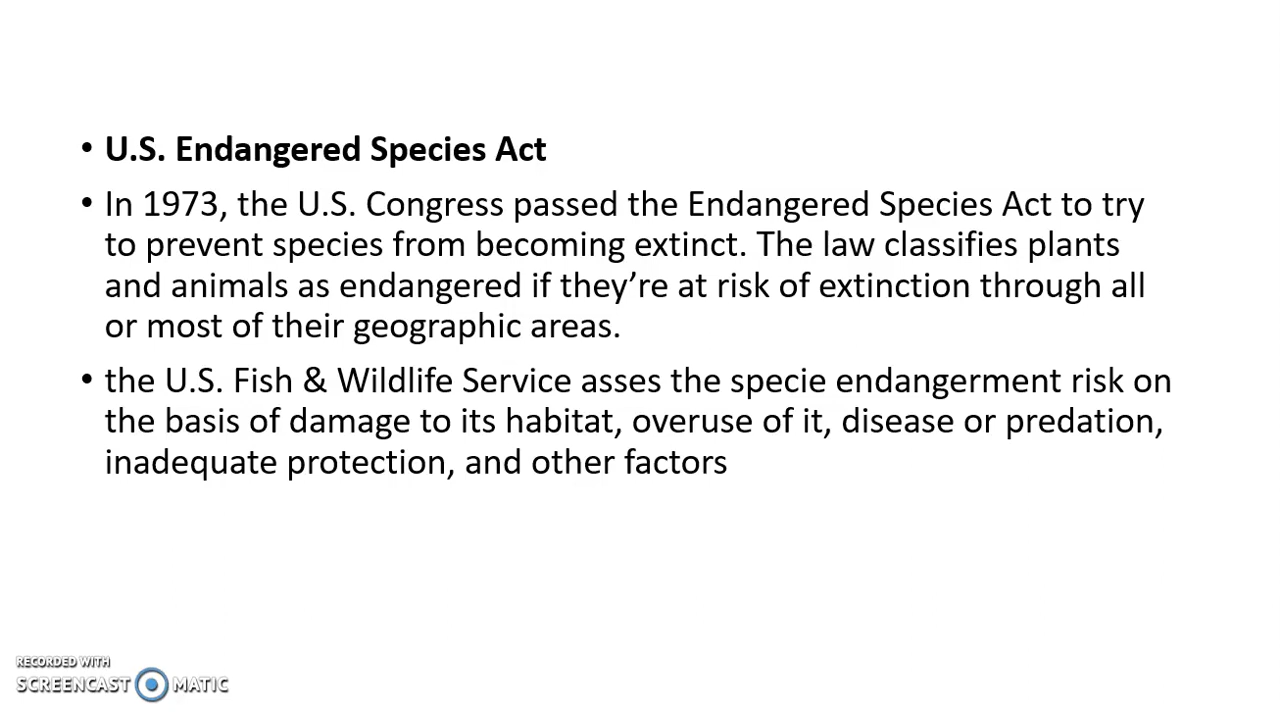 • U.S. Endangered Species Act
• In 1973, the U.S. Congress passed the Endangered Species Act to try
to prevent species from becoming extinct. The law classifies plants
and animals as endangered if they’re at risk of extinction through all
or most of their geographic areas.
• the U.S. Fish & Wildlife Service asses the specie endangerment risk on
the basis of damage to its habitat, overuse of it, disease or predation,
inadequate protection, and other factors
RECORDED WITH
SCREENCAST MATIC